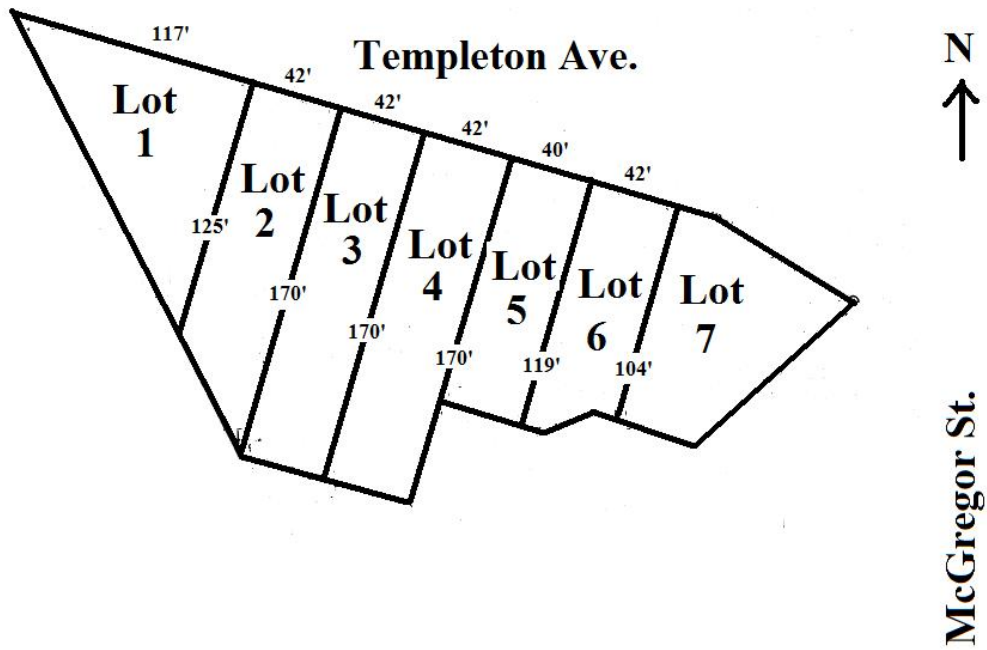 117'
Templeton Ave.
N
42'
42'
42'
40'
42'
Lot
1
Lot
2
Lot
3
Lot
4
Lot
5
Lot
6
Lot
7
125'
170'
170'
170'
119'
104'
McGregor St.